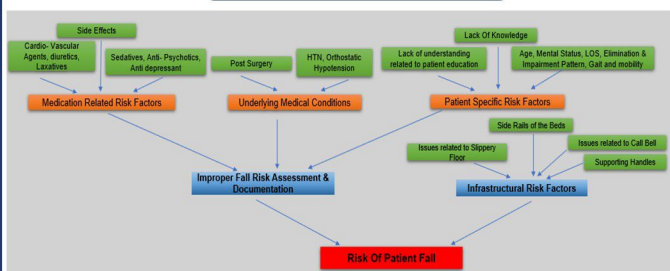 Side Effects
Lack Of Knowledge
Cardio- Vascular
Agents, diuretics,
Laxatives
Sedatives, Anti- Psychotics,
Anti depressant
Post Surgery
HTN, Orthostatic
Hypotension
Lack of understanding
related to patient education
Age, Mental Status, LOS, Elimination &
Impairment Pattern, Gait and mobility
Medication Related Risk Factors
Underlying Medical Conditions
Patient Specific Risk Factors
Side Rails of the Beds
Issues related to Slippery
Floor
Issues related to Call Bell
Supporting Handles
Improper Fall Risk Assessment &
Documentation
Infrastructural Risk Factors
Risk Of Patient Fall